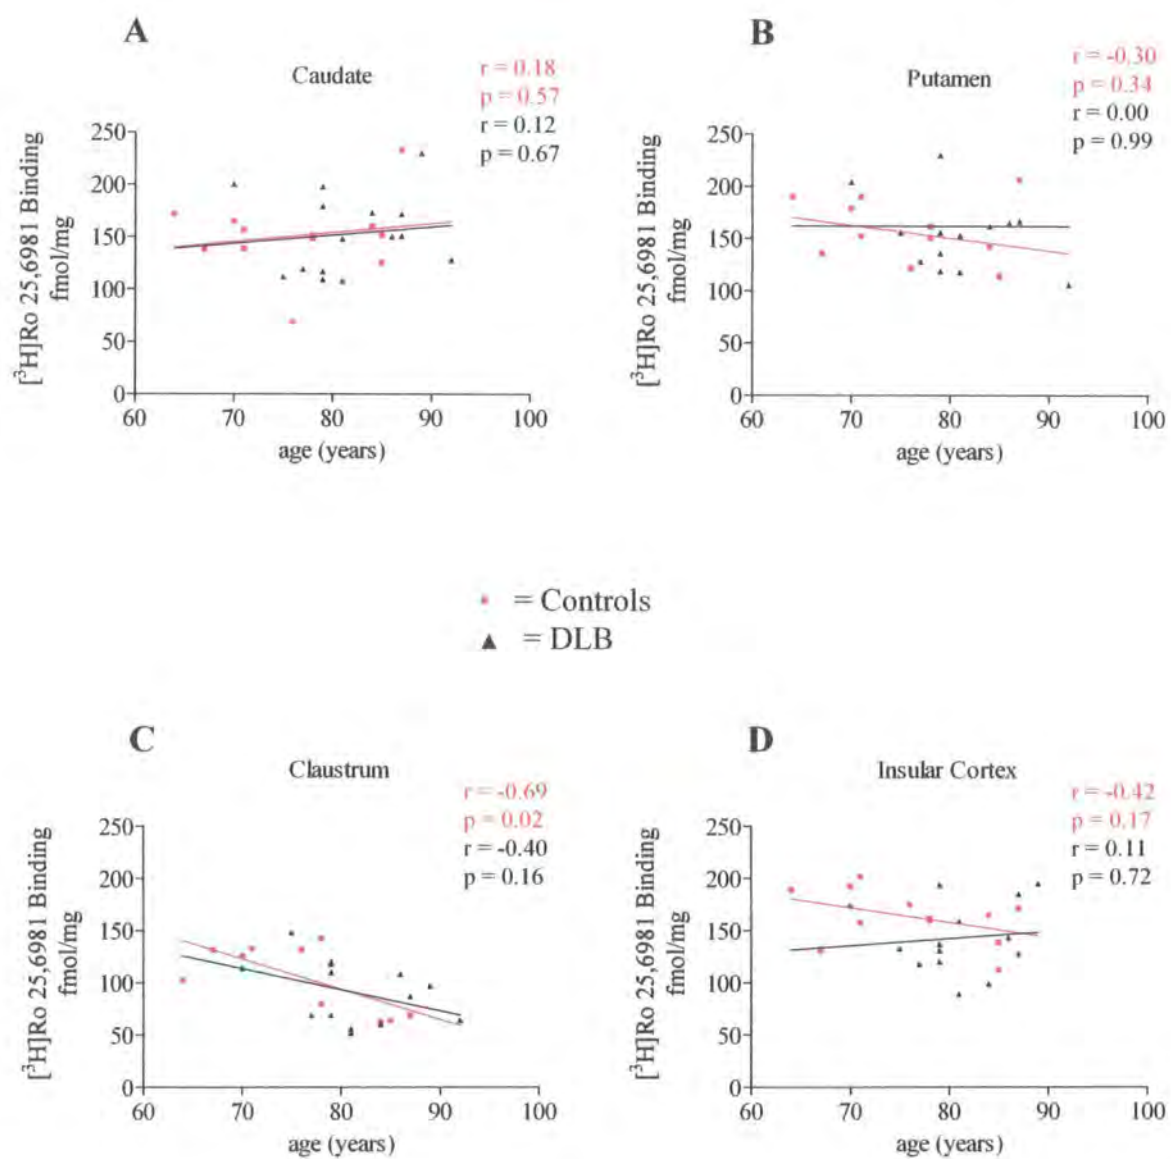 A
Caudate
r = 0.18
p = 0.57
r = 0.12
p = 0.67
[³H]Ro 25,6981 Binding
fmol/mg
250
200
150
100
50
0
60 70 80 90 100
age (years)
B
Putamen
r = -0.30
p = 0.34
r = 0.00
p = 0.99
[³H]Ro 25,6981 Binding
fmol/mg
250
200
150
100
50
0
60 70 80 90 100
age (years)
= Controls
= DLB
C
Claustrum
r = -0.69
p = 0.02
r = -0.40
p = 0.16
[³H]Ro 25,6981 Binding
fmol/mg
250
200
150
100
50
0
60 70 80 90 100
age (years)
D
Insular Cortex
r = -0.42
p = 0.17
r = 0.11
p = 0.72
[³H]Ro 25,6981 Binding
fmol/mg
250
200
150
100
50
0
60 70 80 90 100
age (years)